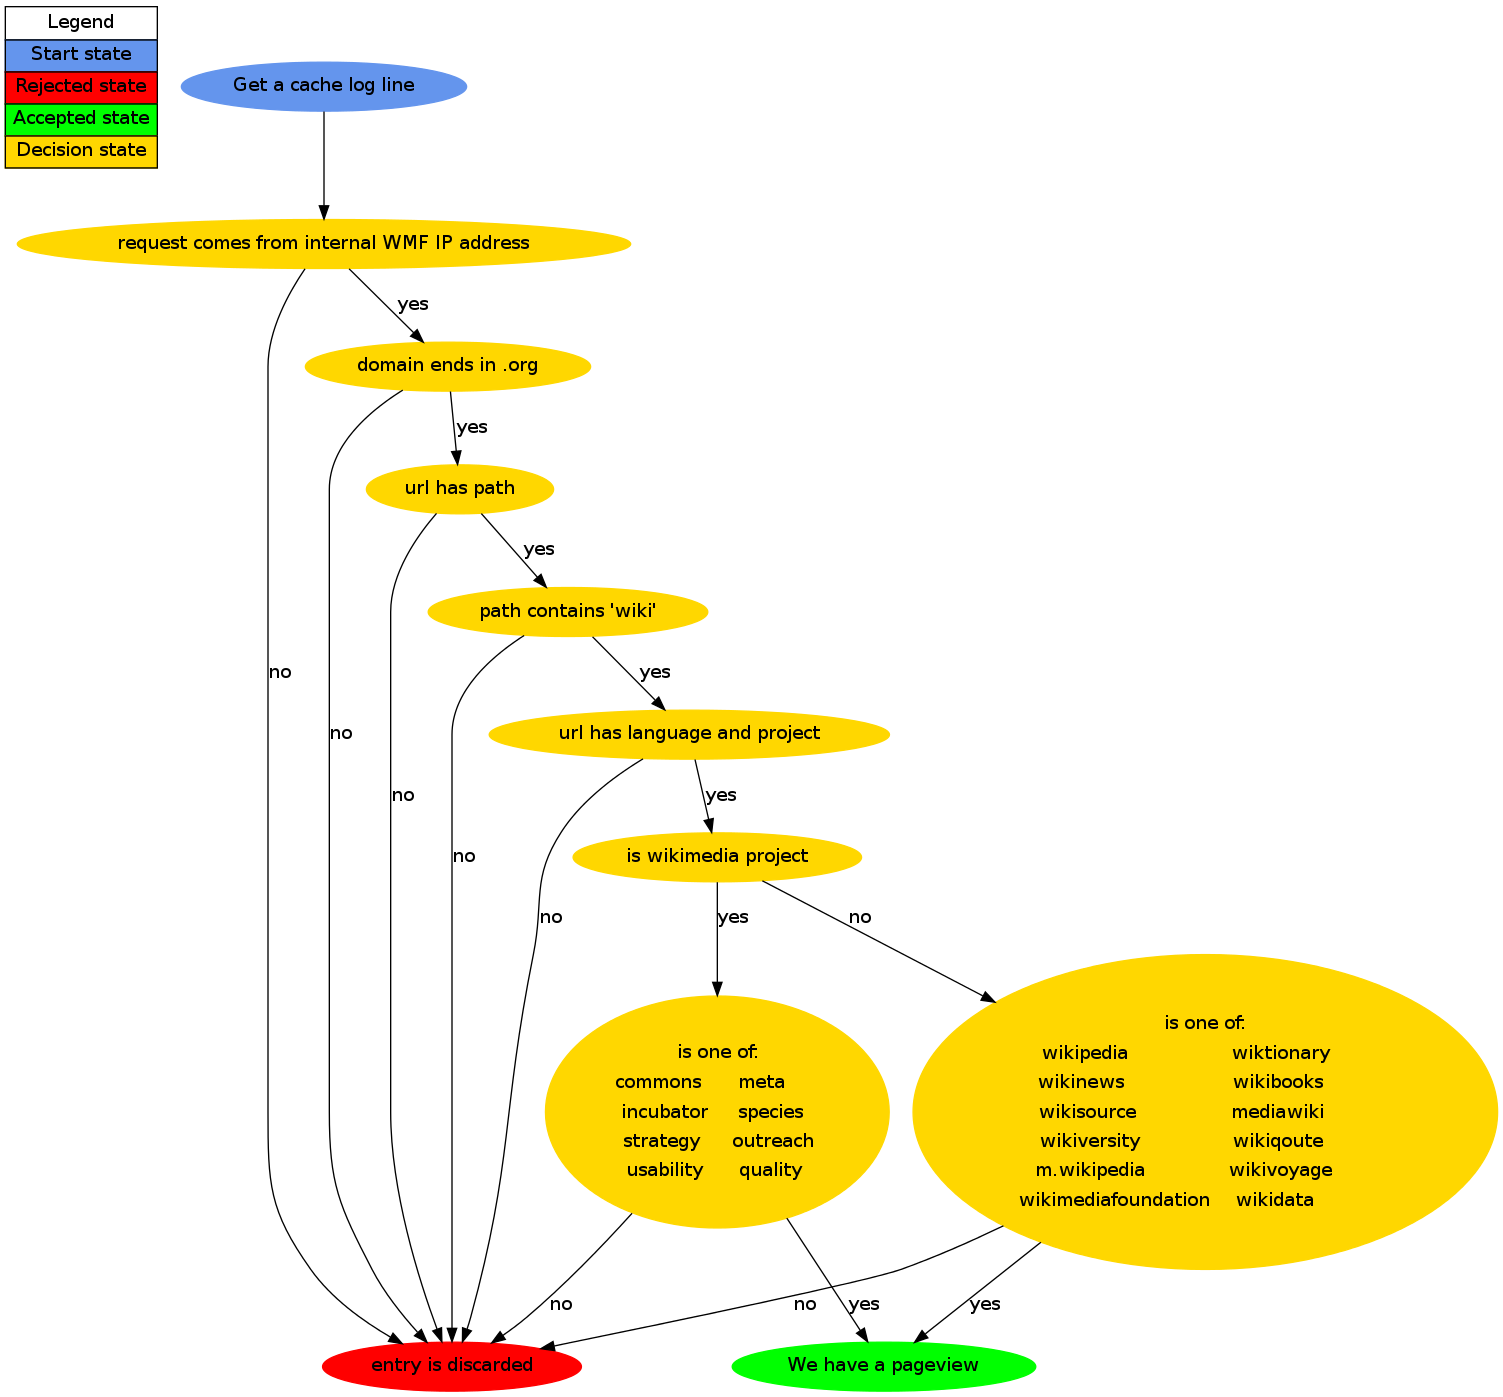 Legend
Start state
Rejected state
Accepted state
Decision state
Get a cache log line
request comes from internal WMF IP address
yes
domain ends in .org
yes
url has path
yes
path contains 'wiki'
no
yes
url has language and project
no
yes
no
is wikimedia project
no
yes
no
no
is one of:
wikipedia wiktionary
wikinews wikibooks
wikisource mediawiki
wikiversity wikiqoute
m.wikipedia wikivoyage
wikimediafoundation wikidata
is one of:
commons meta
incubator species
strategy outreach
usability quality
no
no
yes
yes
entry is discarded
We have a pageview